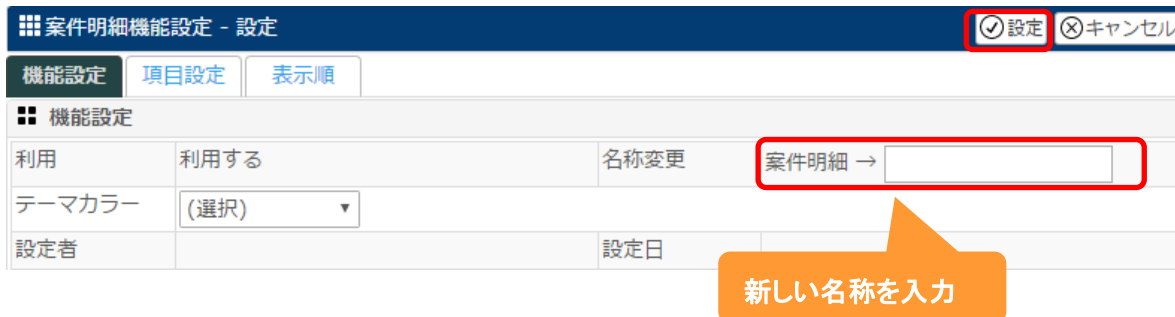 案件明細機能設定 - 設定 設定 キャンセル
機能設定 項目設定 表示順
機能設定
利用 利用する 名称変更 案件明細 →
テーマカラー (選択)
設定者 設定日
新しい名称を入力